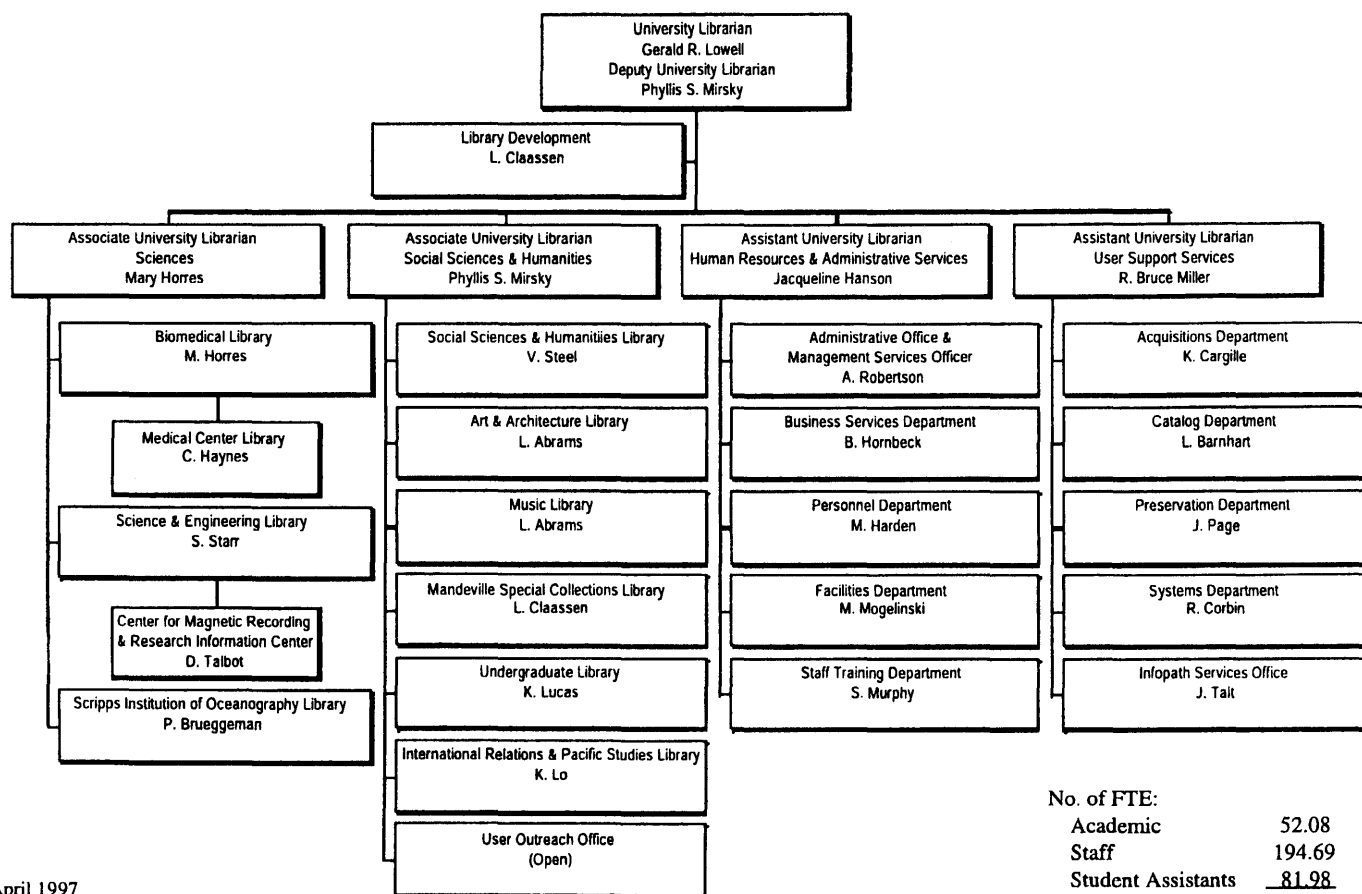 University Librarian
Gerald R. Lowell
Deputy University Librarian
Phyllis S. Mirsky
Library Development
L. Claassen
Associate University Librarian
Sciences
Mary Horres
Associate University Librarian
Social Sciences & Humanities
Phyllis S. Mirsky
Assistant University Librarian
Human Resources & Administrative Services
Jacqueline Hanson
Assistant University Librarian
User Support Services
R. Bruce Miller
Biomedical Library
M. Horres
Medical Center Library
C. Haynes
Science & Engineering Library
S. Starr
Center for Magnetic Recording
& Research Information Center
D. Talbot
Scripps Institution of Oceanography Library
P. Brueggeman
Social Sciences & Humanitiies Library
V. Steel
Art & Architecture Library
L. Abrams
Music Library
L. Abrams
Mandeville Special Collections Library
L. Claassen
Undergraduate Library
K. Lucas
International Relations & Pacific Studies Library
K. Lo
User Outreach Office
(Open)
Administrative Office &
Management Services Officer
A. Robertson
Business Services Department
B. Hornbeck
Personnel Department
M. Harden
Facilities Department
M. Mogelinski
Staff Training Department
S. Murphy
Acquisitions Department
K. Cargille
Catalog Department
L. Barnhart
Preservation Department
J. Page
Systems Department
R. Corbin
Infopath Services Office
J. Tait
No. of FTE:
Academic 52.08
Staff 194.69
Student Assistants 81.98
April 1997